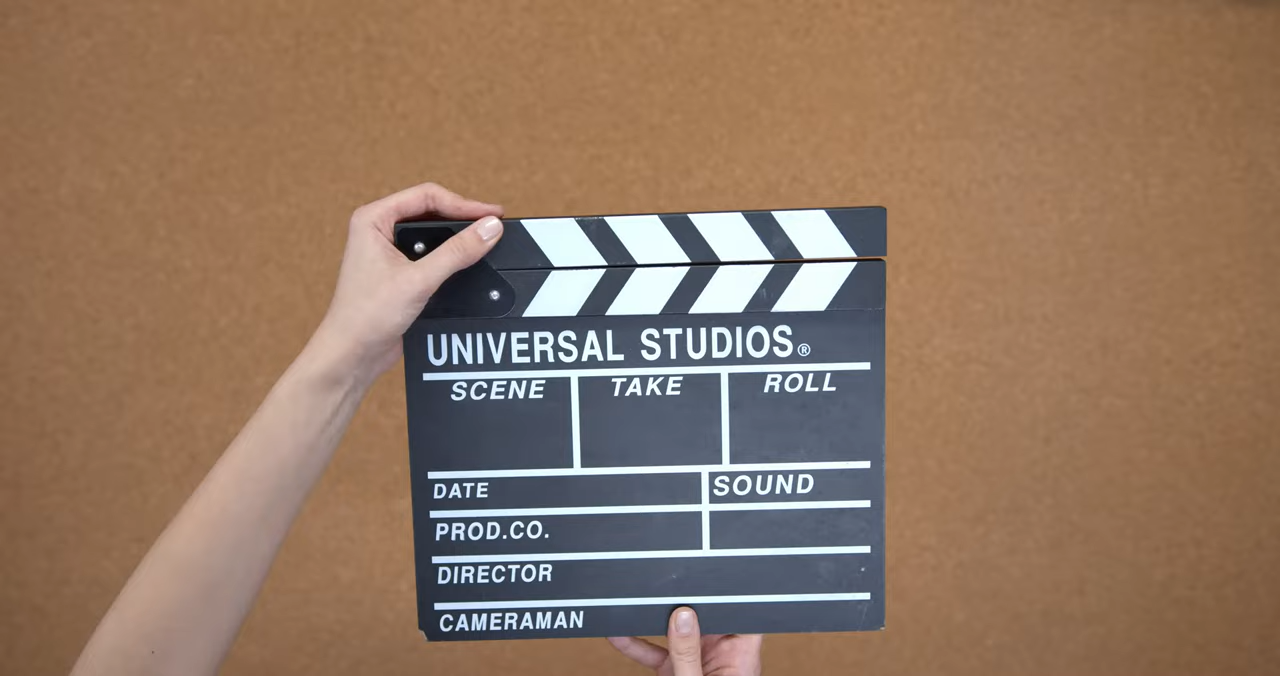 UNIVERSAL STUDIOS®
SCENE TAKE ROLL
DATE SOUND
PROD.CO.
DIRECTOR
CAMERAMAN